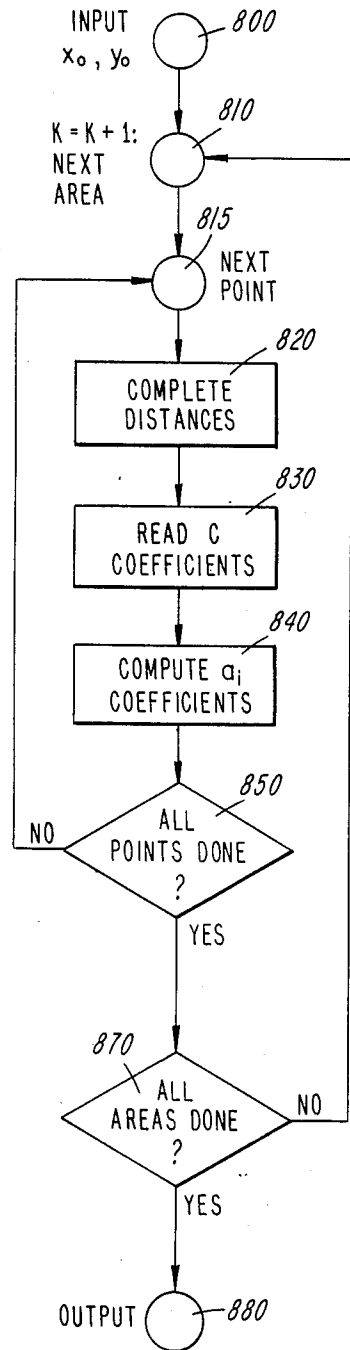 INPUT
x₀, y₀
800
K = K + 1:
NEXT
AREA
810
815
NEXT
POINT
820
COMPLETE
DISTANCES
830
READ C
COEFFICIENTS
840
COMPUTE aᵢ
COEFFICIENTS
850
ALL
POINTS DONE
?
NO
YES
870
ALL
AREAS DONE
?
NO
YES
OUTPUT
880